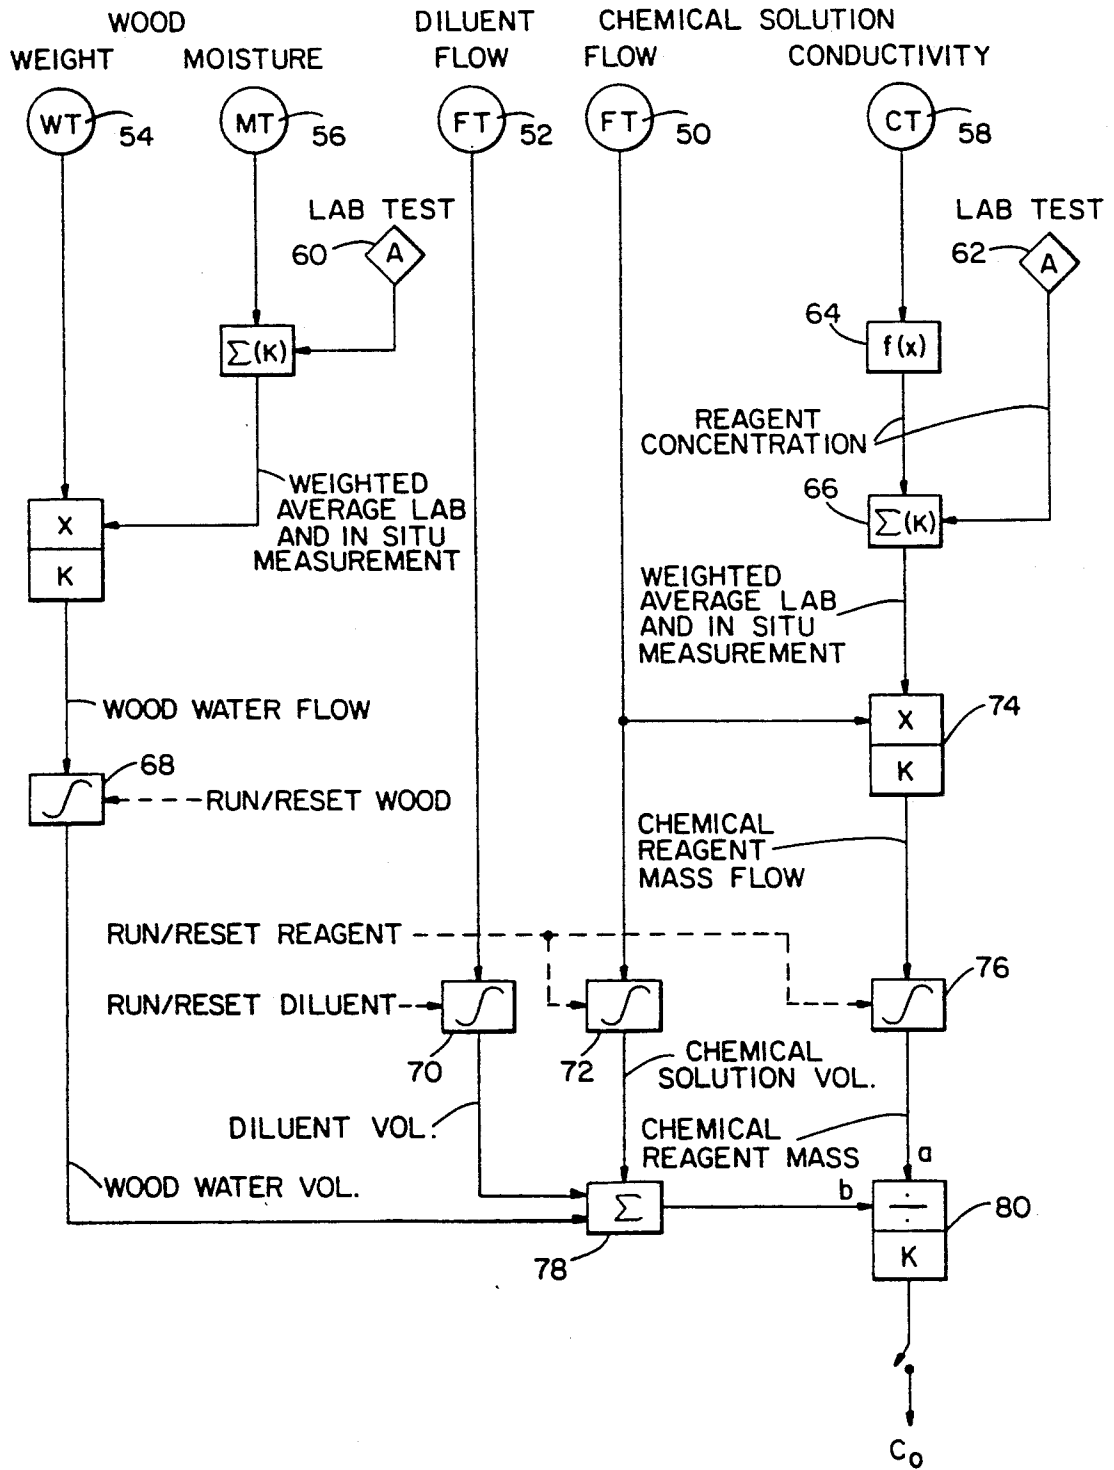 WOOD
DILUENT
CHEMICAL SOLUTION
WEIGHT
MOISTURE
FLOW
FLOW
CONDUCTIVITY
WT
54
MT
56
FT
52
FT
50
CT
58
LAB TEST
60
A
LAB TEST
62
A
64
f(x)
Σ(K)
REAGENT
CONCENTRATION
66
Σ(K)
WEIGHTED
AVERAGE LAB
AND IN SITU
MEASUREMENT
X
K
WEIGHTED
AVERAGE LAB
AND IN SITU
MEASUREMENT
X
K
74
WOOD WATER FLOW
68
∫
RUN/RESET WOOD
CHEMICAL
REAGENT
MASS FLOW
RUN/RESET REAGENT
RUN/RESET DILUENT
∫
70
∫
72
∫
76
CHEMICAL
SOLUTION VOL.
DILUENT VOL.
CHEMICAL
REAGENT MASS
a
WOOD WATER VOL.
Σ
78
b
÷
K
80
C₀